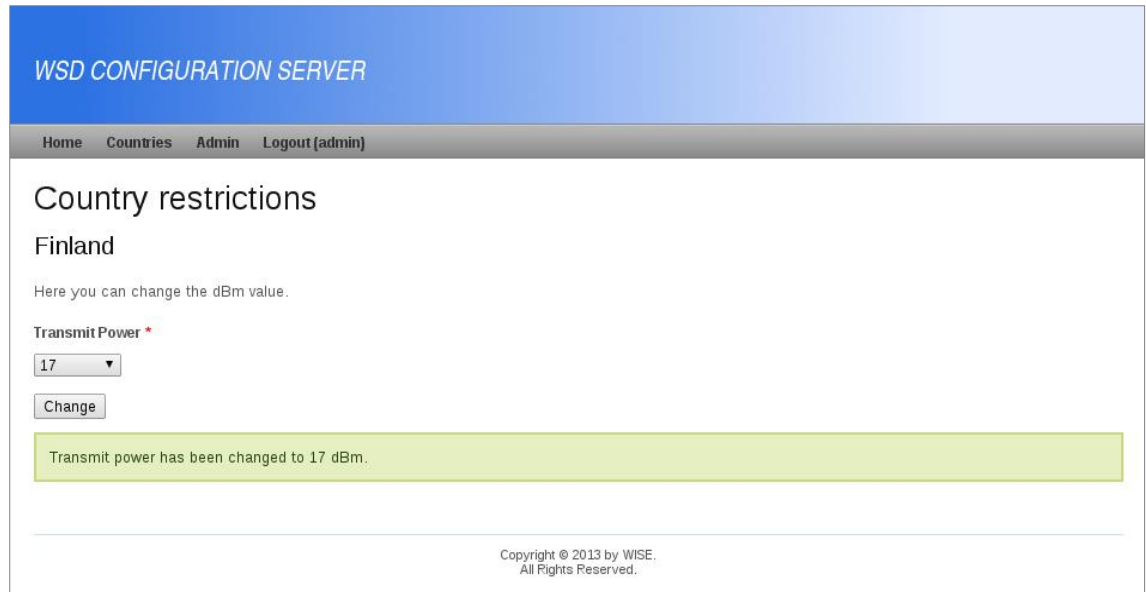 WSD CONFIGURATION SERVER
Home Countries Admin Logout (admin)
Country restrictions
Finland
Here you can change the dBm value.
Transmit Power *
17
Change
Transmit power has been changed to 17 dBm.
Copyright © 2013 by WISE.
All Rights Reserved.